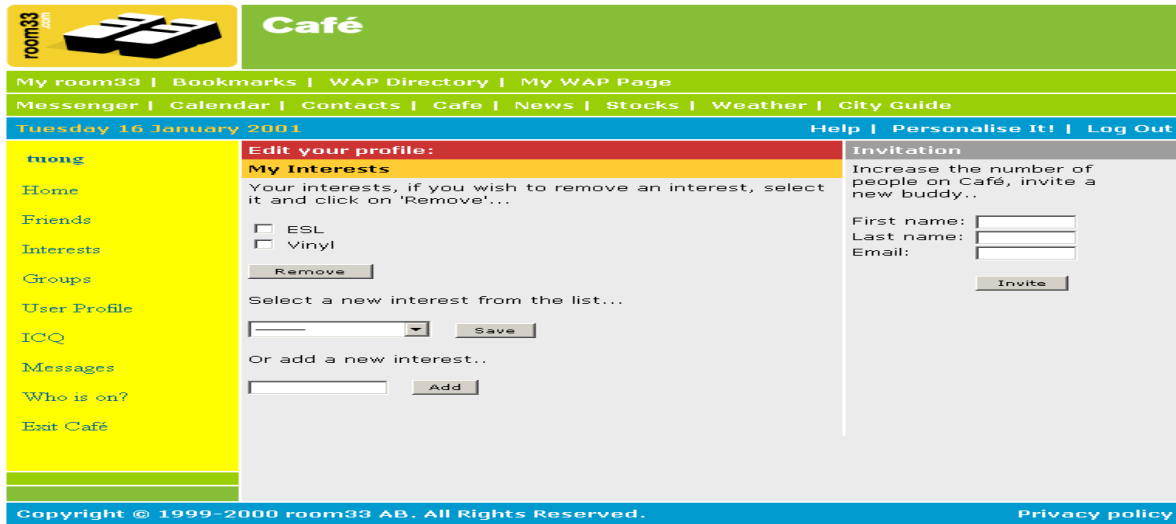 room33
.com
Café
My room33 | Bookmarks | WAP Directory | My WAP Page
Messenger | Calendar | Contacts | Cafe | News | Stocks | Weather | City Guide
Tuesday 16 January 2001
Help | Personalise It! | Log Out
tuong
Home
Friends
Interests
Groups
User Profile
ICQ
Messages
Who is on?
Exit Café
Edit your profile:
My Interests
Your interests, if you wish to remove an interest, select
it and click on 'Remove'...
ESL
Vinyl
Remove
Select a new interest from the list...
Save
Or add a new interest..
Add
Invitation
Increase the number of
people on Café, invite a
new buddy..
First name:
Last name:
Email:
Invite
Copyright © 1999-2000 room33 AB. All Rights Reserved.
Privacy policy